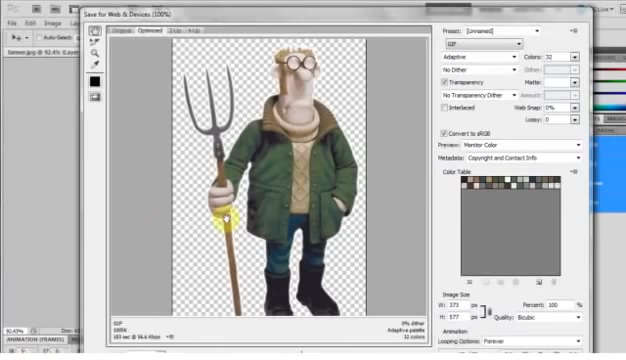 Save for Web & Devices (100%)
File Edit Image
Auto-Select:
Original Optimized 2-Up 4-Up
Preset: [Unnamed]
GIF
Adaptive Colors: 32
No Dither Dither:
Transparency Matte:
No Transparency Dither Amount:
Interlaced Web Snap: 0%
Lossy: 0
Convert to sRGB
Preview: Monitor Color
Metadata: Copyright and Contact Info
Color Table
Image Size
W: 373 px Percent: 100 %
H: 577 px Quality: Bicubic
Animation
Looping Options: Forever
GIF 0% dither
Adaptive palette
32 colors
ANIMATION (FRAMES)